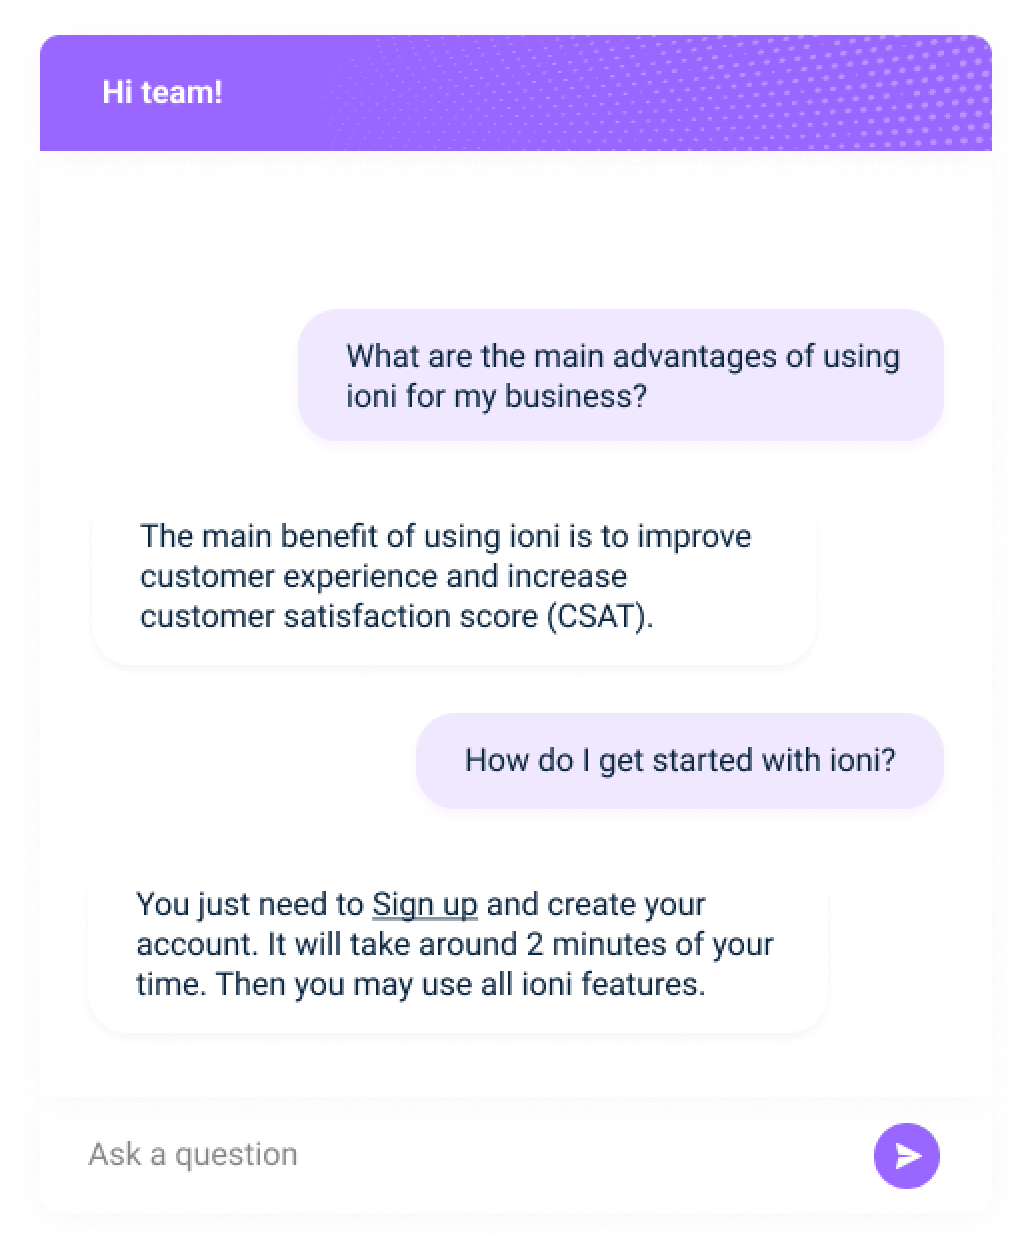 Hi team!
What are the main advantages of using
ioni for my business?
The main benefit of using ioni is to improve
customer experience and increase
customer satisfaction score (CSAT).
How do I get started with ioni?
You just need to Sign up and create your
account. It will take around 2 minutes of your
time. Then you may use all ioni features.
Ask a question